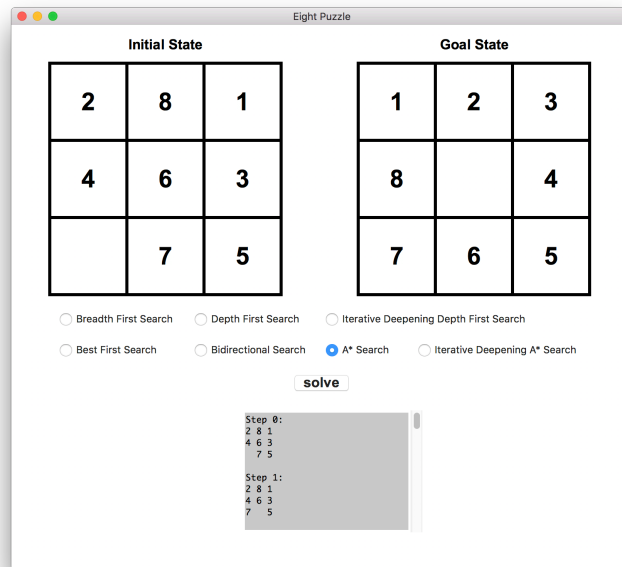 Eight Puzzle
Initial State
Goal State
2 8 1
1 2 3
4 6 3
8 4
7 5
7 6 5
Breadth First Search
Depth First Search
Iterative Deepening Depth First Search
Best First Search
Bidirectional Search
A* Search
Iterative Deepening A* Search
solve
Step 0:
2 8 1
4 6 3
  7 5
Step 1:
2 8 1
4 6 3
7   5